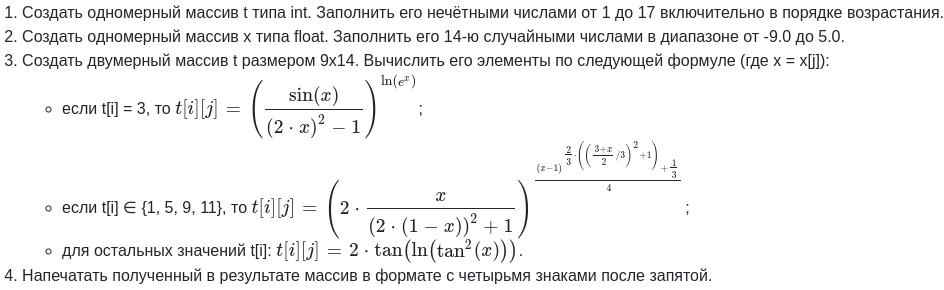 1. Создать одномерный массив t типа int. Заполнить его нечётными числами от 1 до 17 включительно в порядке возрастания.
2. Создать одномерный массив x типа float. Заполнить его 14-ю случайными числами в диапазоне от -9.0 до 5.0.
3. Создать двумерный массив t размером 9x14. Вычислить его элементы по следующей формуле (где x = x[j]):
◦ если t[i] = 3, то $t[i][j] = \left(\frac{\sin(x)}{(2 \cdot x)^2 - 1}\right)^{\ln(e^x)}$;
◦ если t[i] ∈ {1, 5, 9, 11}, то $t[i][j] = \left(2 \cdot \frac{x}{(2 \cdot (1 - x))^2 + 1}\right)^{\frac{(x-1)^{\frac{2}{3} \cdot \left(\left(\frac{3+x}{2}/3\right)^2+1\right)}+\frac{1}{3}}{4}}$;
◦ для остальных значений t[i]: $t[i][j] = 2 \cdot \tan(\ln(\tan^2(x)))$.
4. Напечатать полученный в результате массив в формате с четырьмя знаками после запятой.